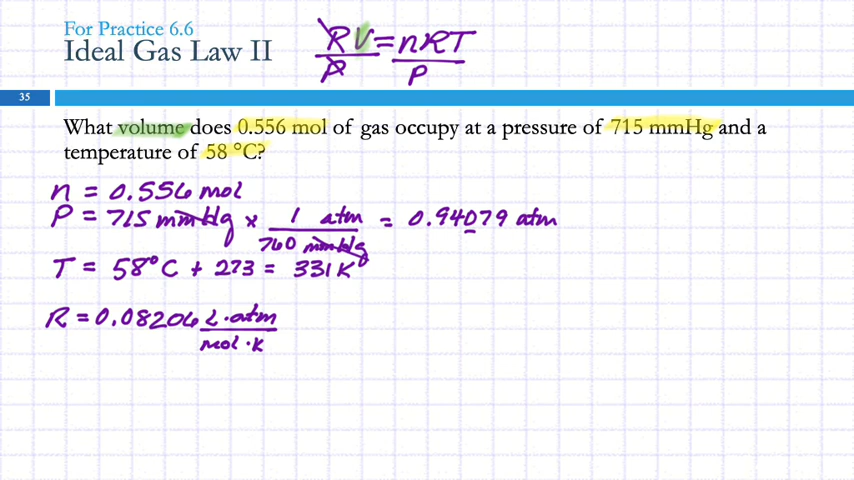 For Practice 6.6
Ideal Gas Law II
PV = nRT
P P
35
What volume does 0.556 mol of gas occupy at a pressure of 715 mmHg and a
temperature of 58 °C?
n = 0.556 mol
P = 715 mmHg × 1 atm = 0.94079 atm
760 mmHg
T = 58°C + 273 = 331K
R = 0.08206 L·atm
mol·K